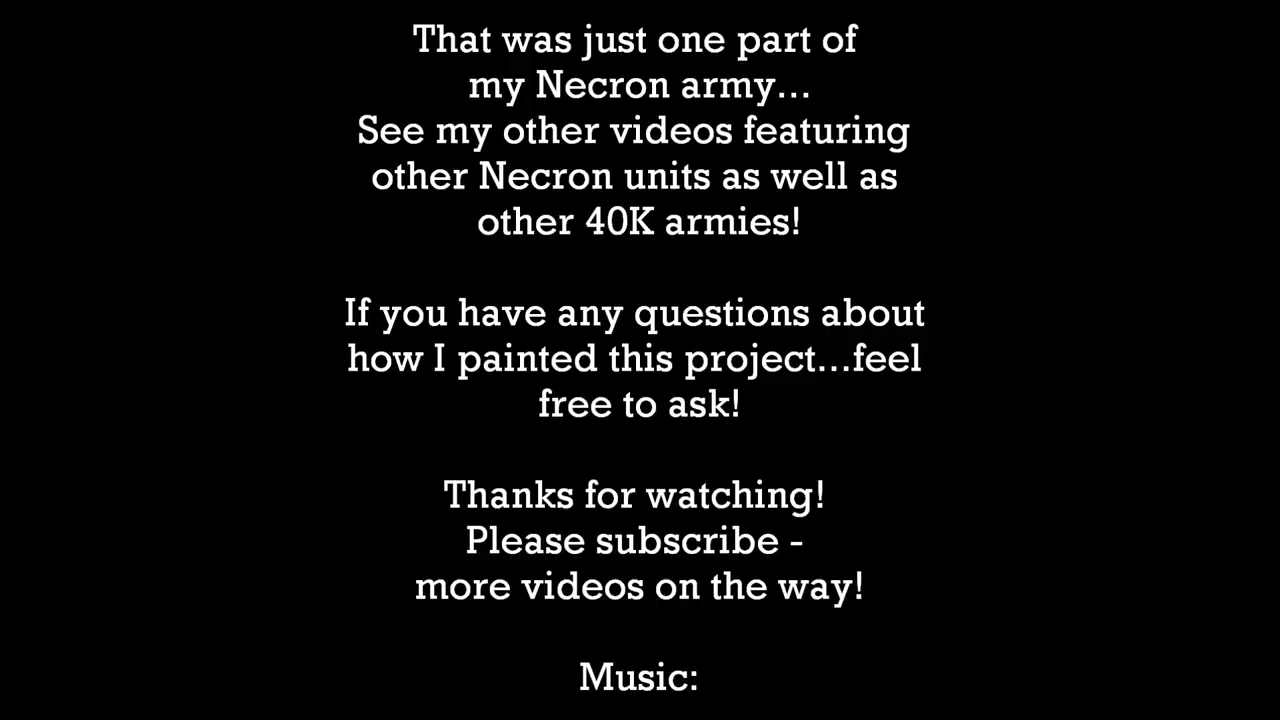 That was just one part of
my Necron army...
See my other videos featuring
other Necron units as well as
other 40K armies!
If you have any questions about
how I painted this project...feel
free to ask!
Thanks for watching!
Please subscribe -
more videos on the way!
Music: